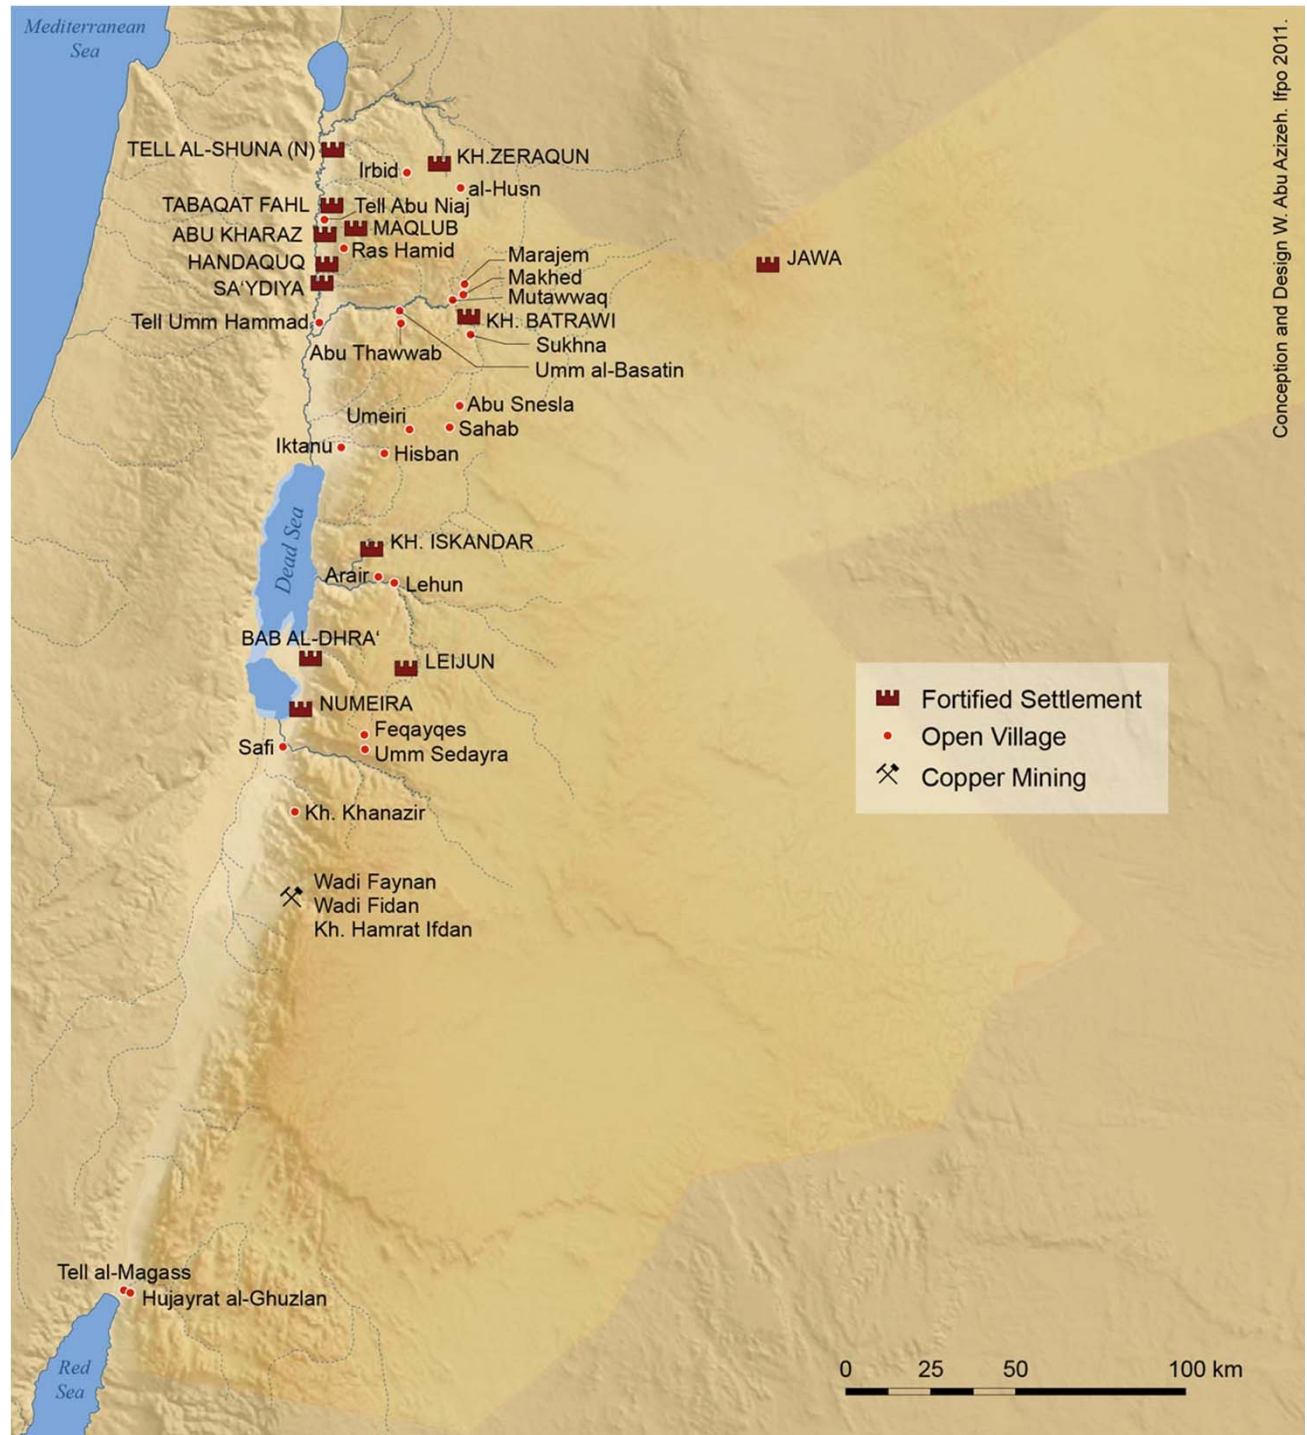 Mediterranean
Sea
Conception and Design W. Abu Azizeh. Ifpo 2011.
TELL AL-SHUNA (N)
KH.ZERAQUN
Irbid
al-Husn
TABAQAT FAHL
Tell Abu Niaj
ABU KHARAZ
MAQLUB
Ras Hamid
HANDAQUQ
Marajem
JAWA
Makhed
SA‘YDIYA
Mutawwaq
Tell Umm Hammad
KH. BATRAWI
Sukhna
Abu Thawwab
Umm al-Basatin
Abu Snesla
Umeiri
Sahab
Iktanu
Hisban
Dead Sea
KH. ISKANDAR
Arair
Lehun
BAB AL-DHRA‘
LEIJUN
NUMEIRA
Feqayqes
Safi
Umm Sedayra
Kh. Khanazir
Wadi Faynan
Wadi Fidan
Kh. Hamrat Ifdan
Fortified Settlement
Open Village
Copper Mining
Tell al-Magass
Hujayrat al-Ghuzlan
Red
Sea
0 25 50 100 km